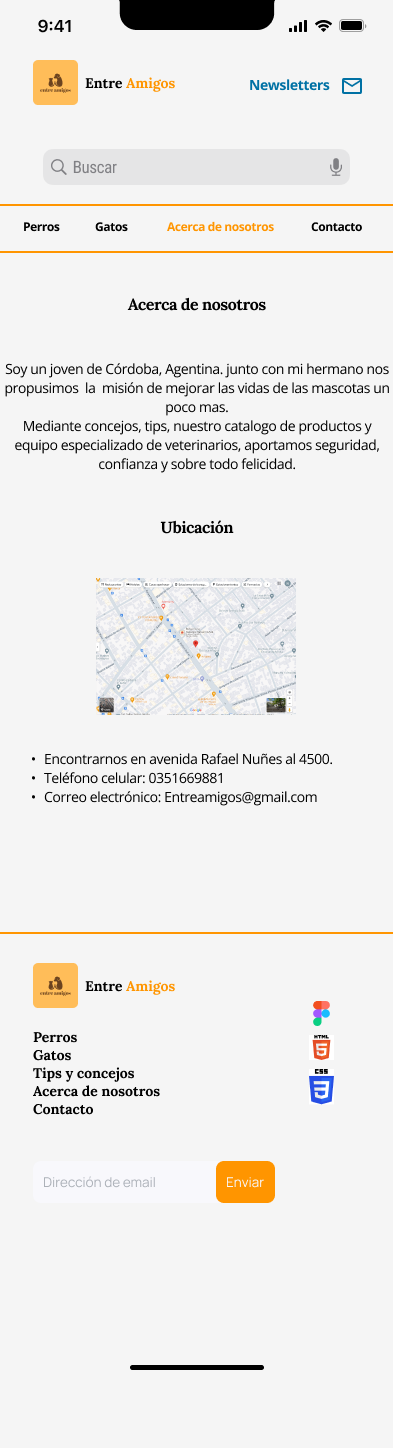 9:41
entre amigos
Entre Amigos
Newsletters
Buscar
Perros Gatos Acerca de nosotros Contacto
Acerca de nosotros
Soy un joven de Córdoba, Agentina. junto con mi hermano nos
propusimos la misión de mejorar las vidas de las mascotas un
poco mas.
Mediante concejos, tips, nuestro catalogo de productos y
equipo especializado de veterinarios, aportamos seguridad,
confianza y sobre todo felicidad.
Ubicación
• Encontrarnos en avenida Rafael Nuñes al 4500.
• Teléfono celular: 0351669881
• Correo electrónico: Entreamigos@gmail.com
entre amigos
Entre Amigos
Perros
Gatos
Tips y concejos
Acerca de nosotros
Contacto
HTML
5
CSS
3
Dirección de email
Enviar